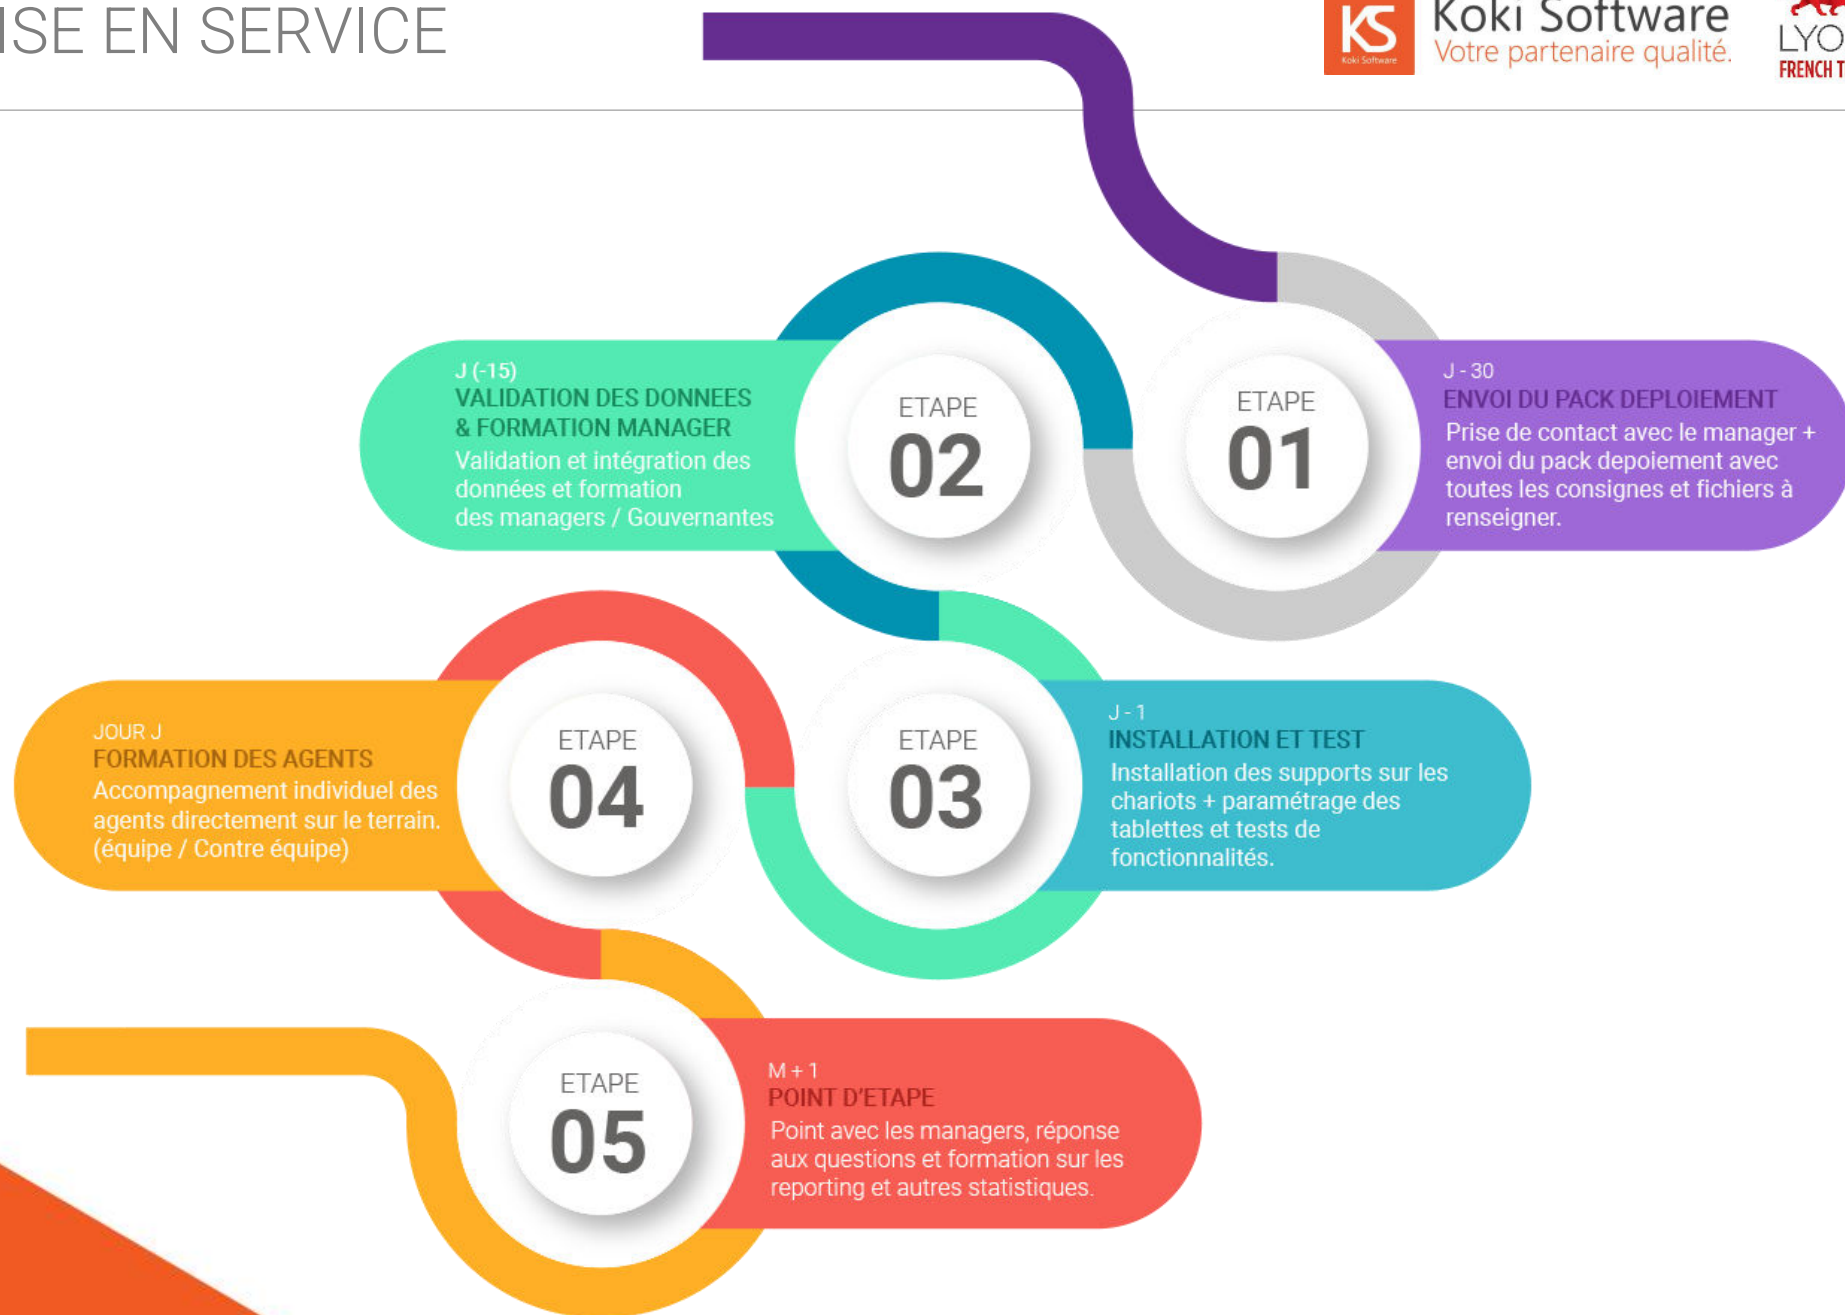 ISE EN SERVICE
KS
Koki Software
Koki Software
Votre partenaire qualité.
LYO
FRENCH T
ETAPE
01
J - 30
ENVOI DU PACK DEPLOIEMENT
Prise de contact avec le manager +
envoi du pack depoiement avec
toutes les consignes et fichiers à
renseigner.
J (-15)
VALIDATION DES DONNEES
& FORMATION MANAGER
Validation et intégration des
données et formation
des managers / Gouvernantes
ETAPE
02
ETAPE
03
J - 1
INSTALLATION ET TEST
Installation des supports sur les
chariots + paramétrage des
tablettes et tests de
fonctionnalités.
JOUR J
FORMATION DES AGENTS
Accompagnement individuel des
agents directement sur le terrain.
(équipe / Contre équipe)
ETAPE
04
ETAPE
05
M + 1
POINT D'ETAPE
Point avec les managers, réponse
aux questions et formation sur les
reporting et autres statistiques.